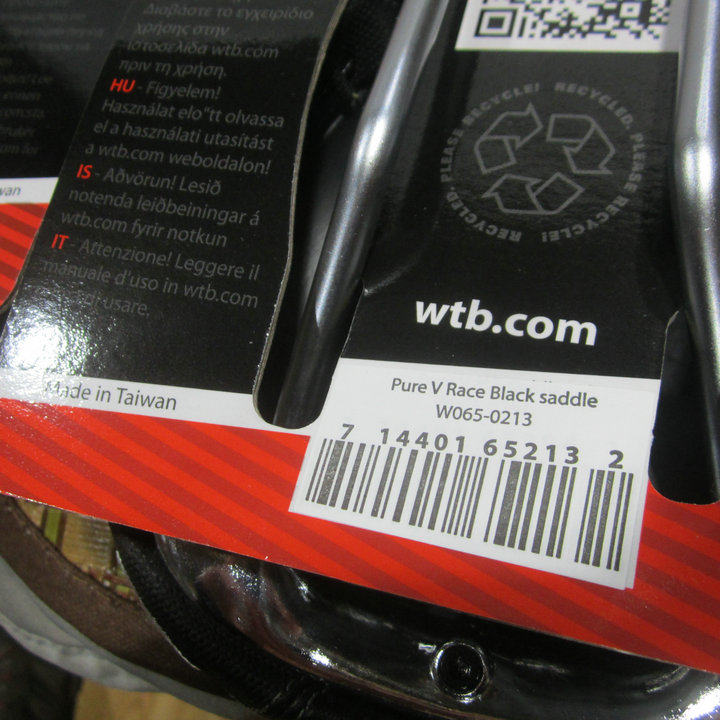 Διαβάστε το εγχειρίδιο
χρήσης στην
ιστοσελίδα wtb.com
πριν τη χρήση.
HU - Figyelem!
Használat elo"tt olvassa
el a használati utasítást
a wtb.com weboldalon!
IS - Aðvörun! Lesið
notenda leiðbeiningar á
wtb.com fyrir notkun
IT - Attenzione! Leggere il
manuale d'uso in wtb.com
di usare.
Made in Taiwan
RECYCLED. PLEASE RECYCLE! RECYCLED. PLEASE RECYCLE!
wtb.com
Pure V Race Black saddle
W065-0213
7 14401 65213 2